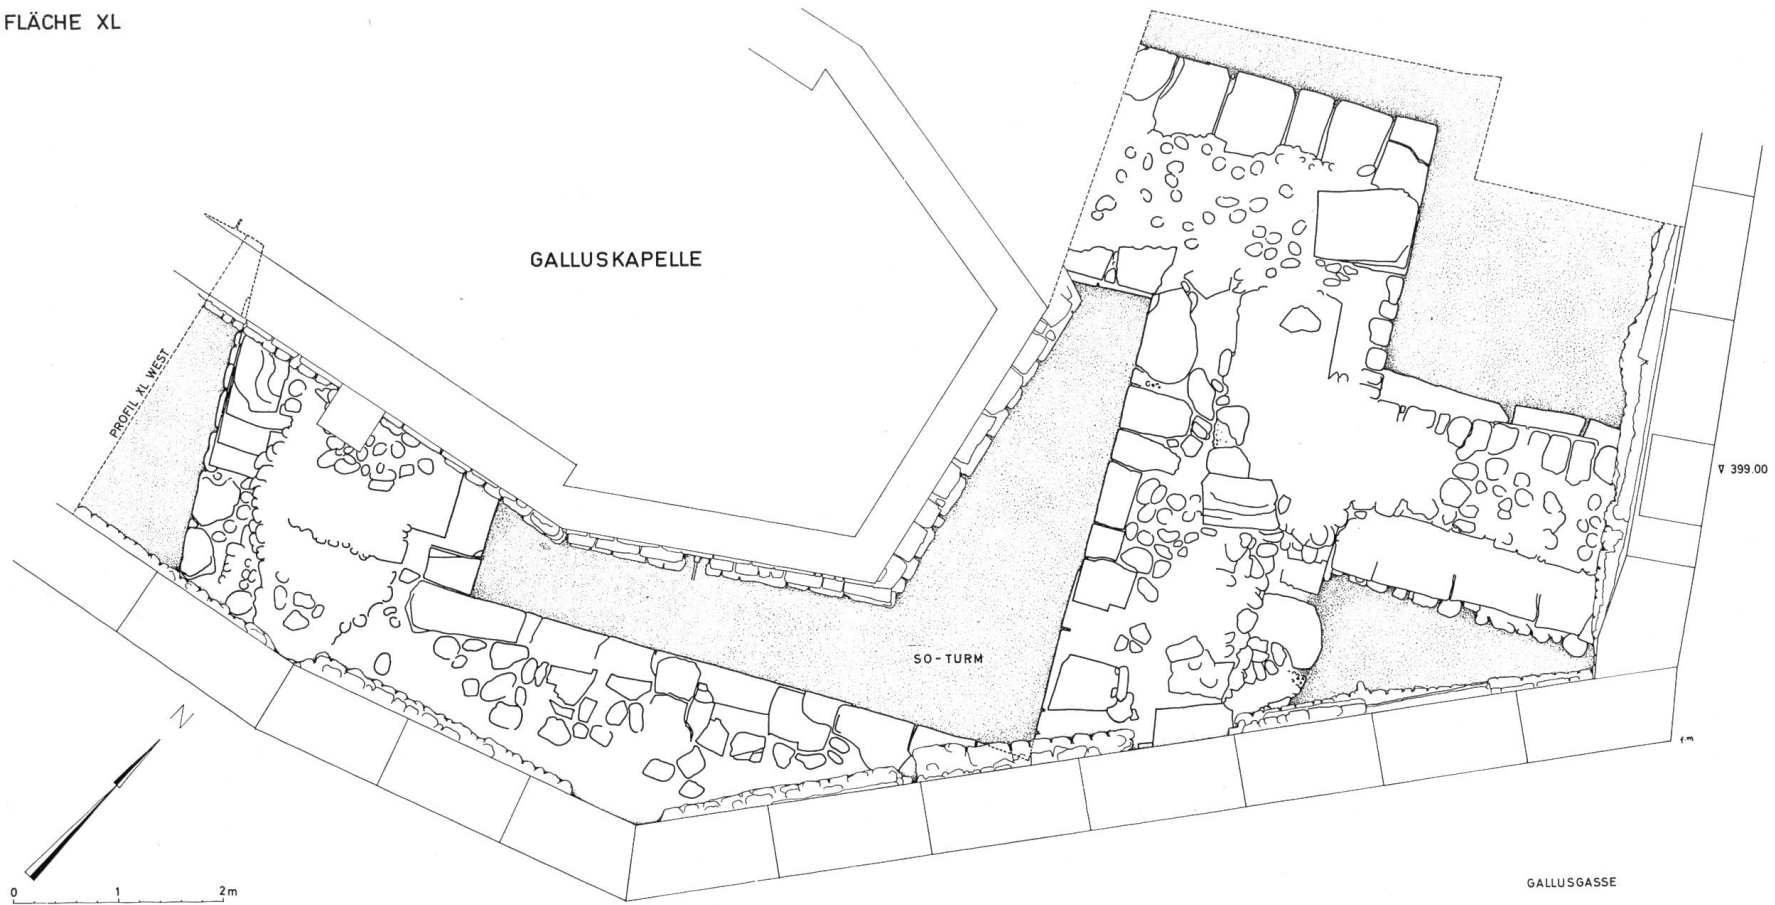 FLÄCHE XL
GALLUSKAPELLE
PROFIL XL WEST
∇ 399.00
SO-TURM
f.m
N
0 1 2m
GALLUSGASSE